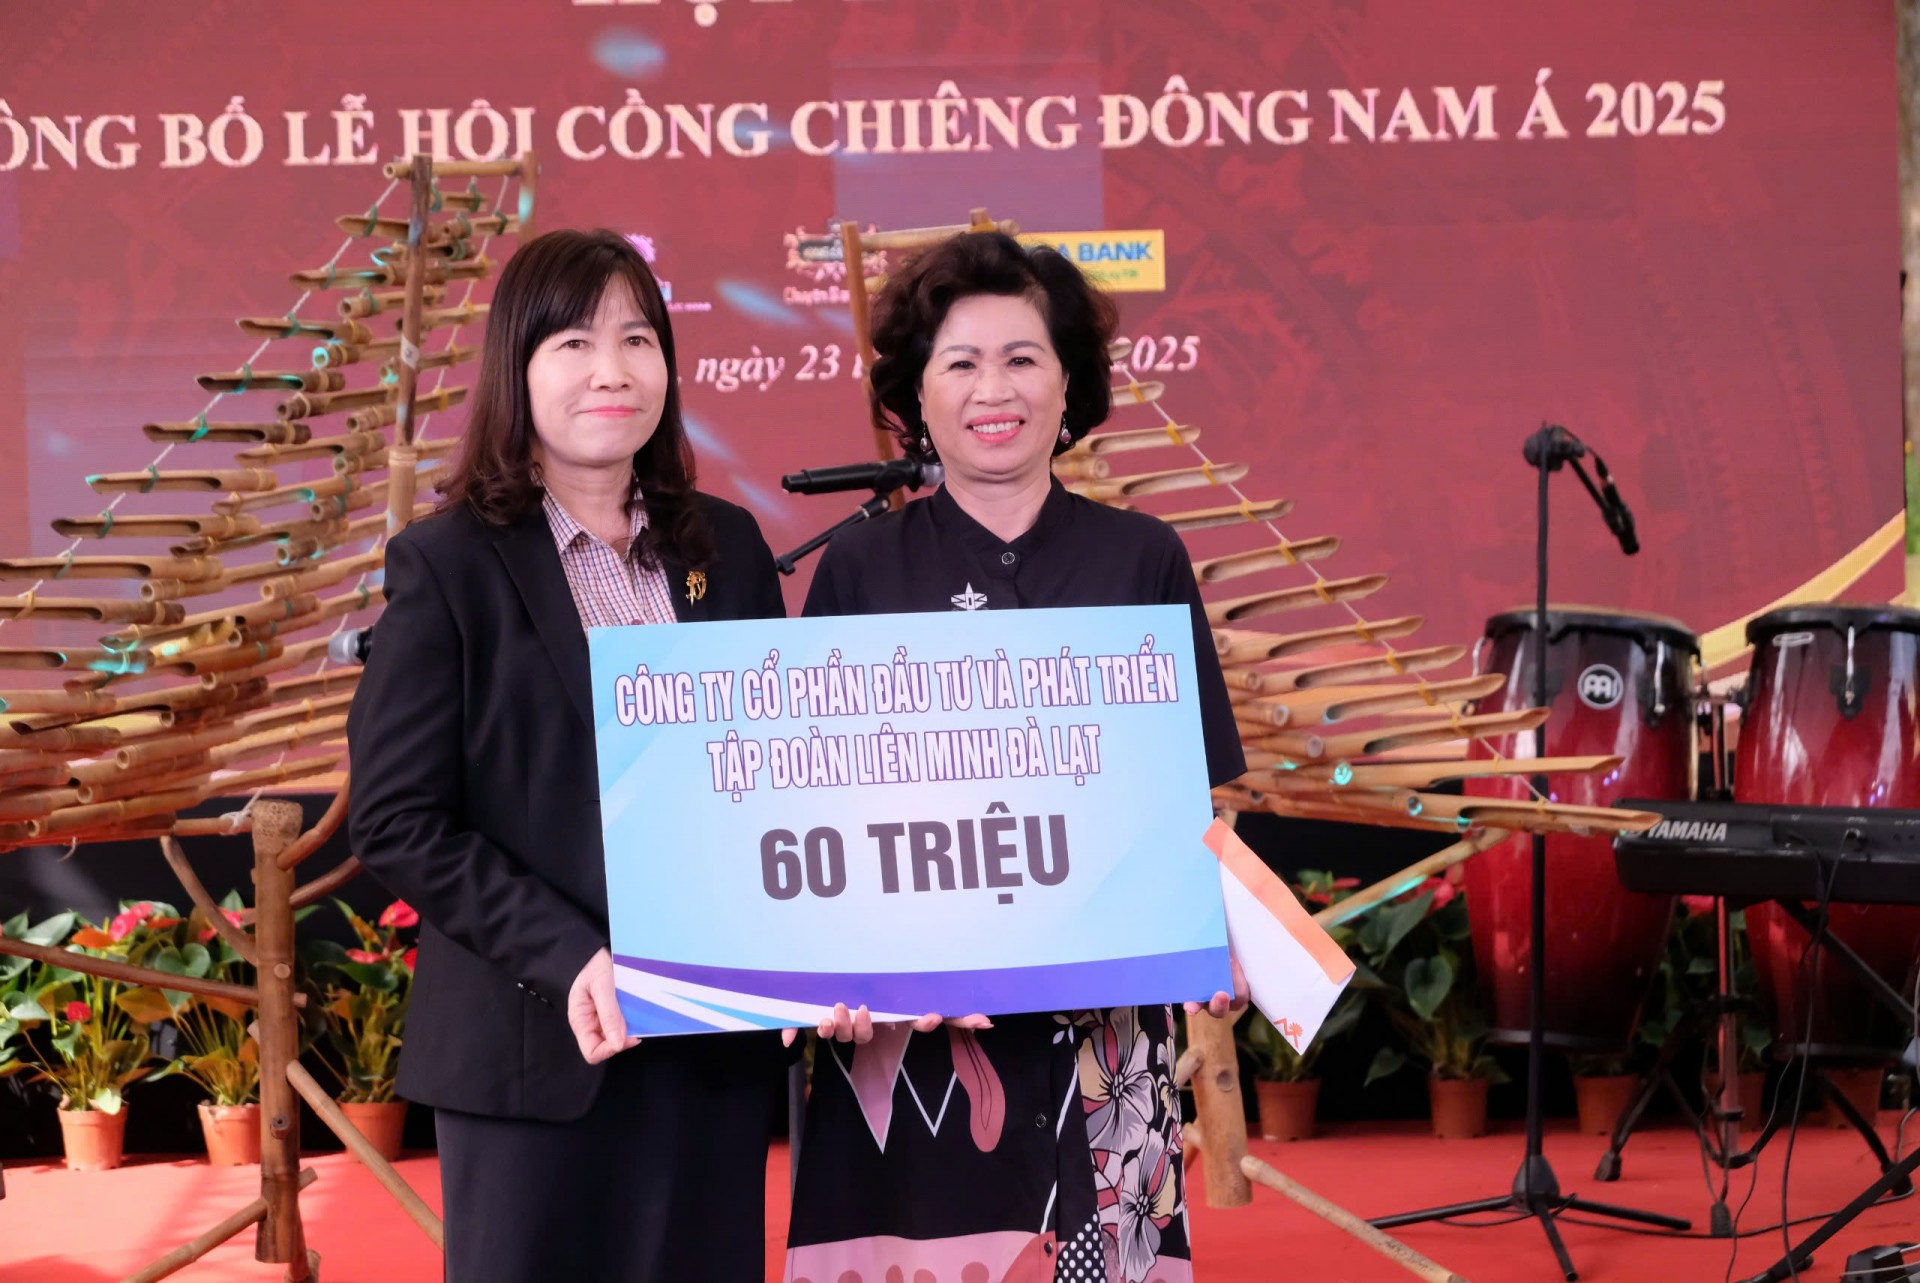 ÔNG BỐ LỄ HỘI CỒNG CHIÊNG ĐÔNG NAM Á 2025
A BANK
, ngày 23 2025
CÔNG TY CỔ PHẦN ĐẦU TƯ VÀ PHÁT TRIỂN
TẬP ĐOÀN LIÊN MINH ĐÀ LẠT
60 TRIỆU
YAMAHA